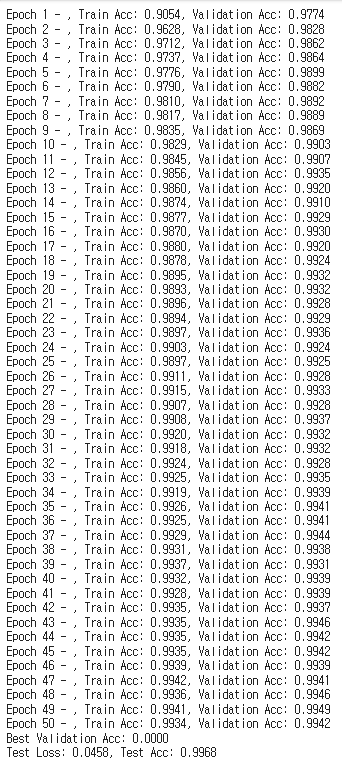 Epoch 1 - , Train Acc: 0.9054, Validation Acc: 0.9774
Epoch 2 - , Train Acc: 0.9628, Validation Acc: 0.9828
Epoch 3 - , Train Acc: 0.9712, Validation Acc: 0.9862
Epoch 4 - , Train Acc: 0.9737, Validation Acc: 0.9864
Epoch 5 - , Train Acc: 0.9776, Validation Acc: 0.9899
Epoch 6 - , Train Acc: 0.9790, Validation Acc: 0.9882
Epoch 7 - , Train Acc: 0.9810, Validation Acc: 0.9892
Epoch 8 - , Train Acc: 0.9817, Validation Acc: 0.9889
Epoch 9 - , Train Acc: 0.9835, Validation Acc: 0.9869
Epoch 10 - , Train Acc: 0.9829, Validation Acc: 0.9903
Epoch 11 - , Train Acc: 0.9845, Validation Acc: 0.9907
Epoch 12 - , Train Acc: 0.9856, Validation Acc: 0.9935
Epoch 13 - , Train Acc: 0.9860, Validation Acc: 0.9920
Epoch 14 - , Train Acc: 0.9874, Validation Acc: 0.9910
Epoch 15 - , Train Acc: 0.9877, Validation Acc: 0.9929
Epoch 16 - , Train Acc: 0.9870, Validation Acc: 0.9930
Epoch 17 - , Train Acc: 0.9880, Validation Acc: 0.9920
Epoch 18 - , Train Acc: 0.9878, Validation Acc: 0.9924
Epoch 19 - , Train Acc: 0.9895, Validation Acc: 0.9932
Epoch 20 - , Train Acc: 0.9893, Validation Acc: 0.9932
Epoch 21 - , Train Acc: 0.9896, Validation Acc: 0.9928
Epoch 22 - , Train Acc: 0.9894, Validation Acc: 0.9929
Epoch 23 - , Train Acc: 0.9897, Validation Acc: 0.9936
Epoch 24 - , Train Acc: 0.9903, Validation Acc: 0.9924
Epoch 25 - , Train Acc: 0.9897, Validation Acc: 0.9925
Epoch 26 - , Train Acc: 0.9911, Validation Acc: 0.9928
Epoch 27 - , Train Acc: 0.9915, Validation Acc: 0.9933
Epoch 28 - , Train Acc: 0.9907, Validation Acc: 0.9928
Epoch 29 - , Train Acc: 0.9908, Validation Acc: 0.9937
Epoch 30 - , Train Acc: 0.9920, Validation Acc: 0.9932
Epoch 31 - , Train Acc: 0.9918, Validation Acc: 0.9932
Epoch 32 - , Train Acc: 0.9924, Validation Acc: 0.9928
Epoch 33 - , Train Acc: 0.9925, Validation Acc: 0.9935
Epoch 34 - , Train Acc: 0.9919, Validation Acc: 0.9939
Epoch 35 - , Train Acc: 0.9926, Validation Acc: 0.9941
Epoch 36 - , Train Acc: 0.9925, Validation Acc: 0.9941
Epoch 37 - , Train Acc: 0.9929, Validation Acc: 0.9944
Epoch 38 - , Train Acc: 0.9931, Validation Acc: 0.9938
Epoch 39 - , Train Acc: 0.9937, Validation Acc: 0.9931
Epoch 40 - , Train Acc: 0.9932, Validation Acc: 0.9939
Epoch 41 - , Train Acc: 0.9928, Validation Acc: 0.9939
Epoch 42 - , Train Acc: 0.9935, Validation Acc: 0.9937
Epoch 43 - , Train Acc: 0.9935, Validation Acc: 0.9946
Epoch 44 - , Train Acc: 0.9935, Validation Acc: 0.9942
Epoch 45 - , Train Acc: 0.9935, Validation Acc: 0.9942
Epoch 46 - , Train Acc: 0.9939, Validation Acc: 0.9939
Epoch 47 - , Train Acc: 0.9942, Validation Acc: 0.9941
Epoch 48 - , Train Acc: 0.9936, Validation Acc: 0.9946
Epoch 49 - , Train Acc: 0.9941, Validation Acc: 0.9949
Epoch 50 - , Train Acc: 0.9934, Validation Acc: 0.9942
Best Validation Acc: 0.0000
Test Loss: 0.0458, Test Acc: 0.9968